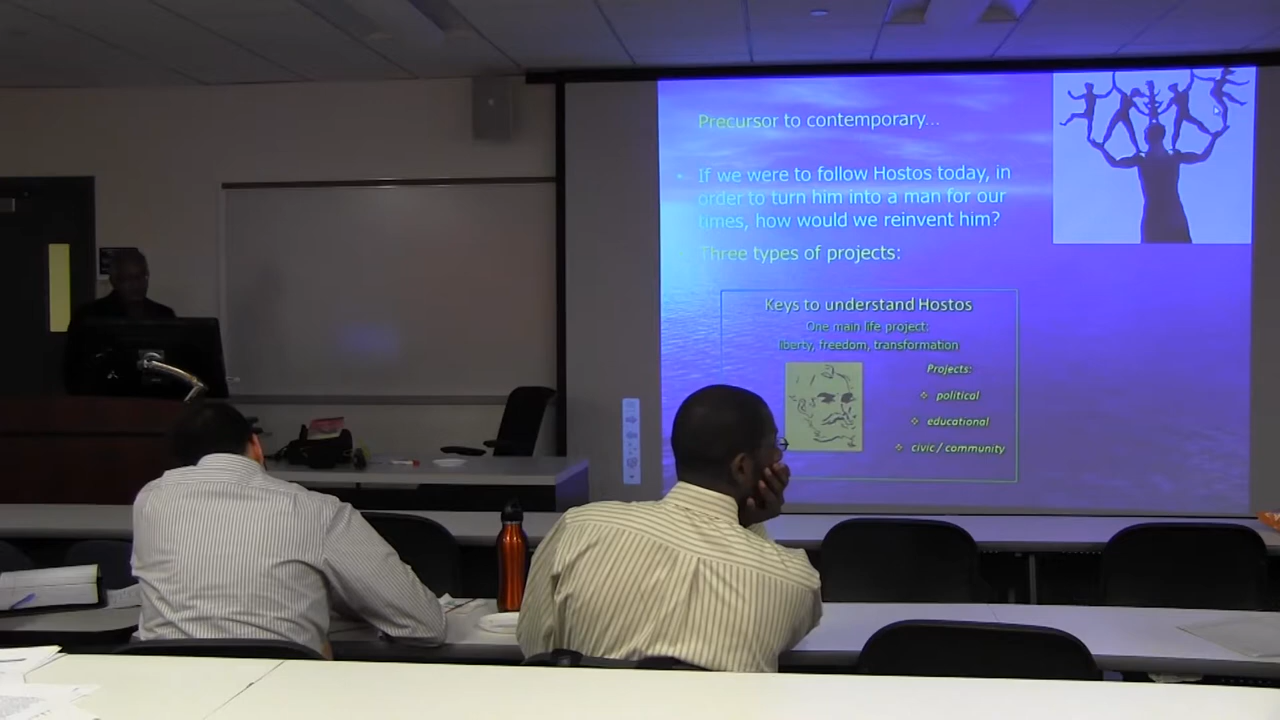 Precursor to contemporary...
If we were to follow Hostos today, in
order to turn him into a man for our
times, how would we reinvent him?
Three types of projects:
Keys to understand Hostos
One main life project:
liberty, freedom, transformation
Projects:
political
educational
civic / community